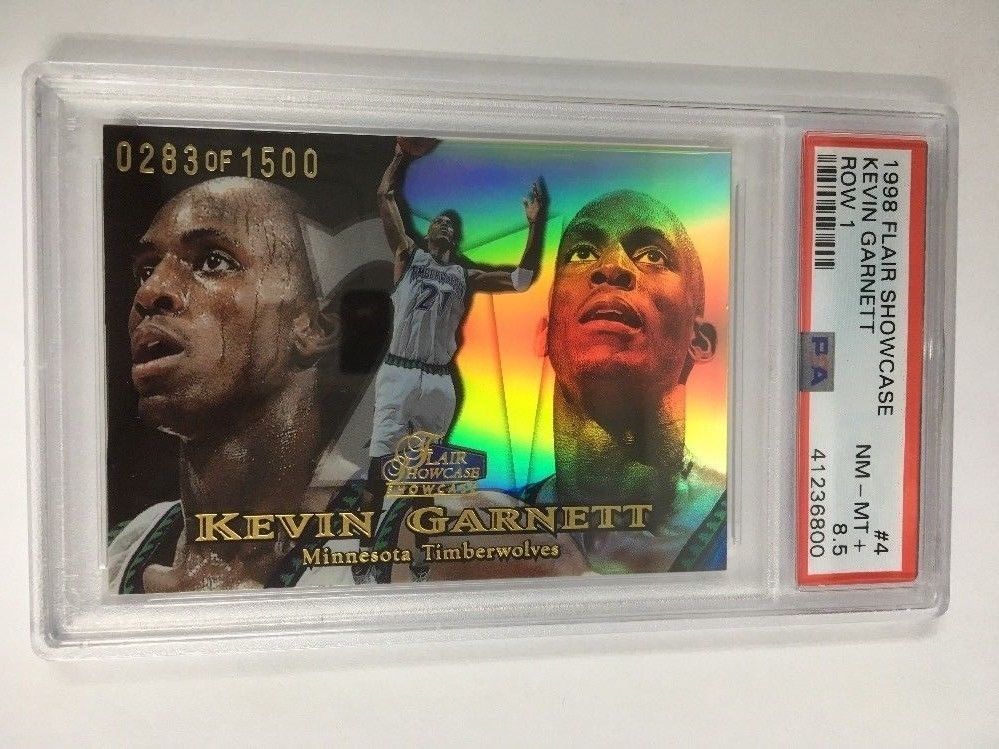 0283 OF 1500
TIMBERWOLVES
21
FLAIR
SHOWCASE
SHOWCASE
KEVIN GARNETT
Minnesota Timberwolves
1998 FLAIR SHOWCASE #4
KEVIN GARNETT NM - MT +
ROW 1 8.5
PSA 41236800